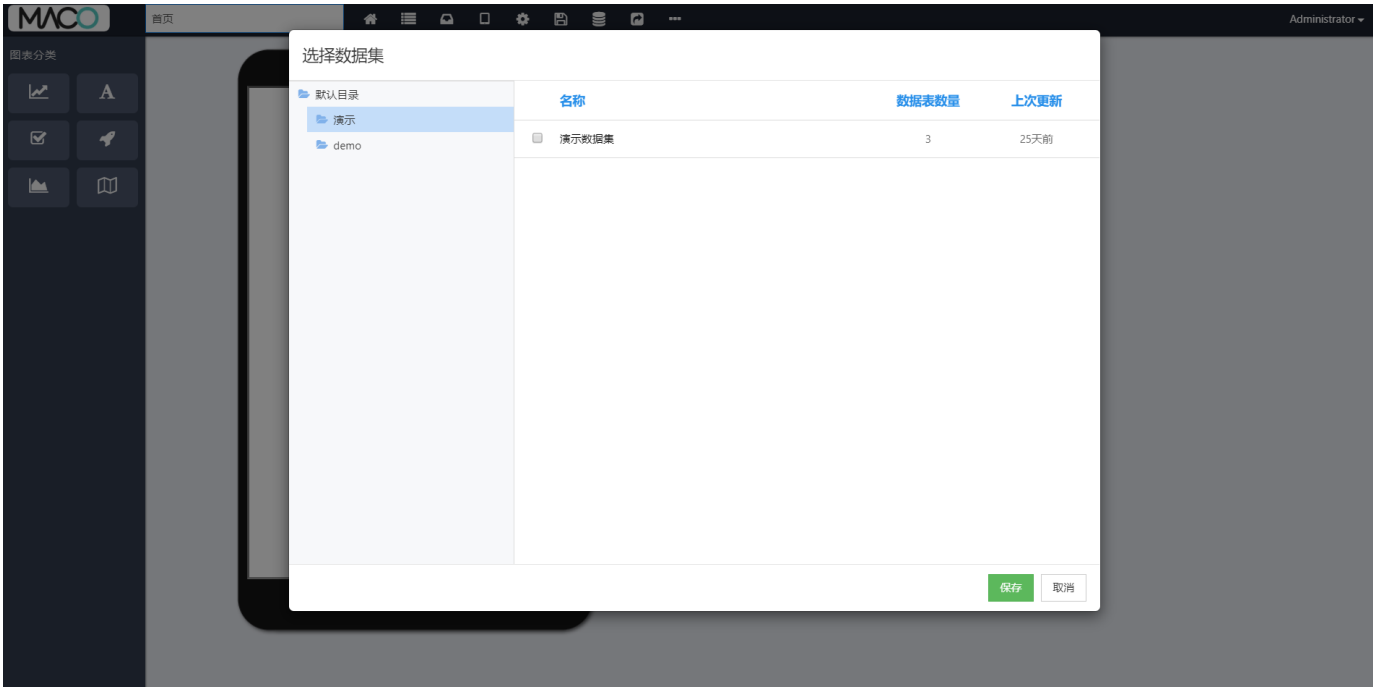 MACO
首页
Administrator
图表分类
选择数据集
默认目录
演示
demo
名称 数据表数量 上次更新
演示数据集 3 25天前
保存 取消